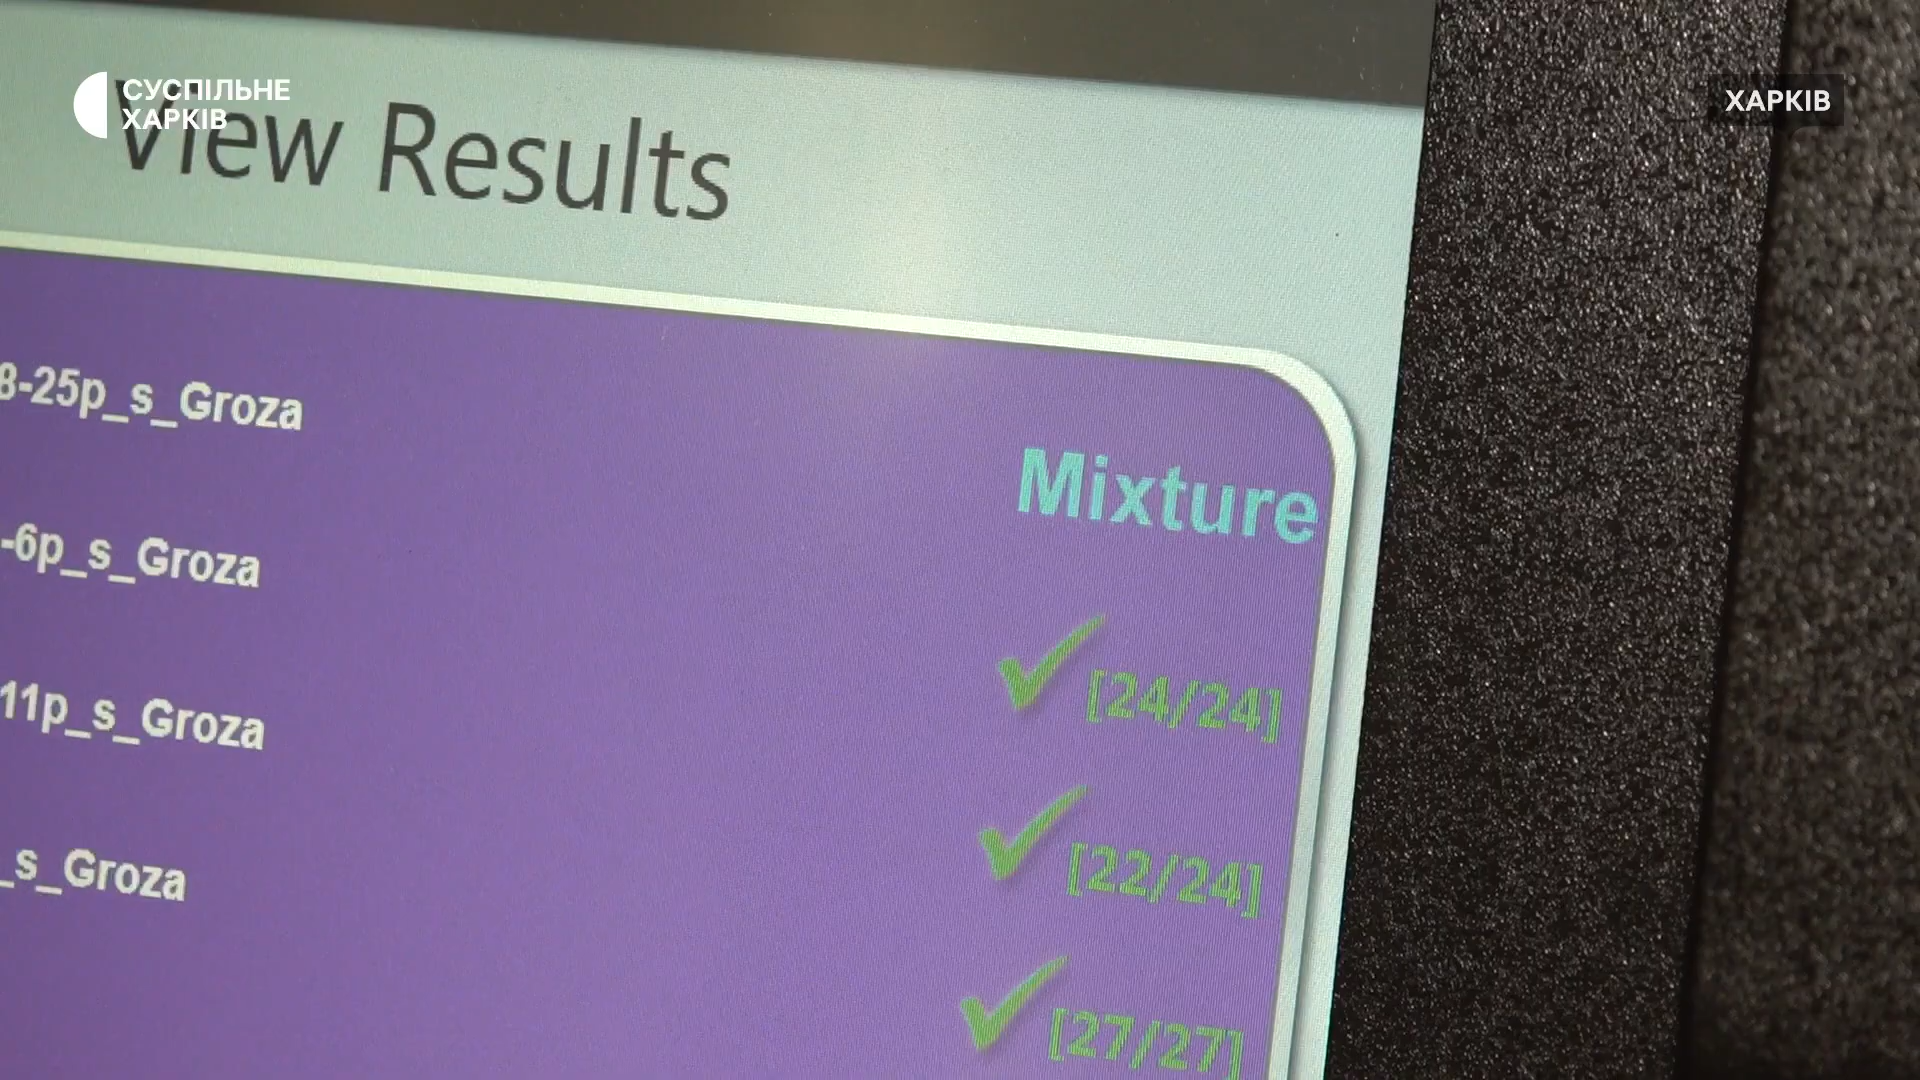 СУСПІЛЬНЕ
ХАРКІВ
ХАРКІВ
View Results
8-25p_s_Groza
Mixture
-6p_s_Groza
[24/24]
11p_s_Groza
[22/24]
_s_Groza
[27/27]